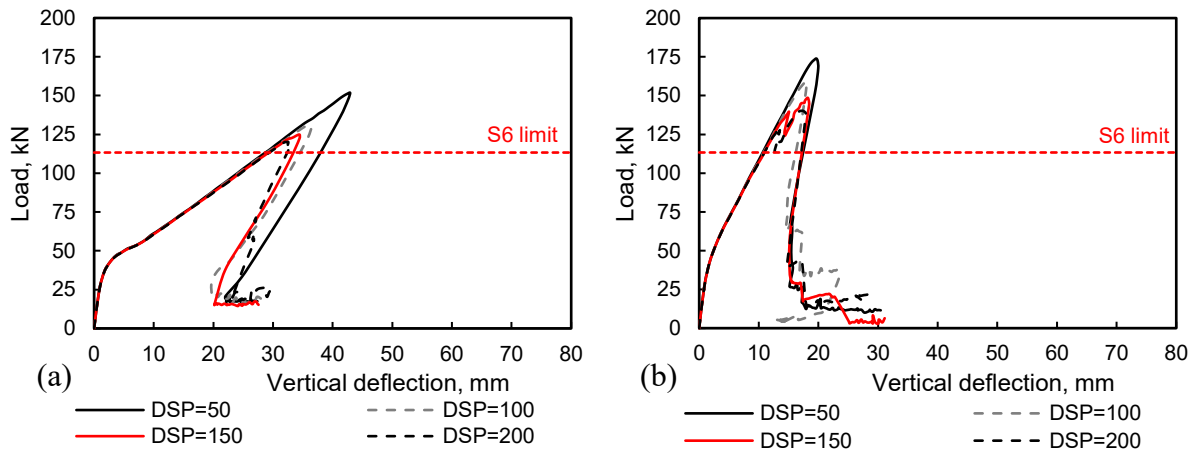 200
175
150
125
100
75
50
25
0
Load, kN
S6 limit
0 10 20 30 40 50 60 70 80
(a)
Vertical deflection, mm
DSP=50 DSP=100
DSP=150 DSP=200
200
175
150
125
100
75
50
25
0
Load, kN
S6 limit
0 10 20 30 40 50 60 70 80
(b)
Vertical deflection, mm
DSP=50 DSP=100
DSP=150 DSP=200